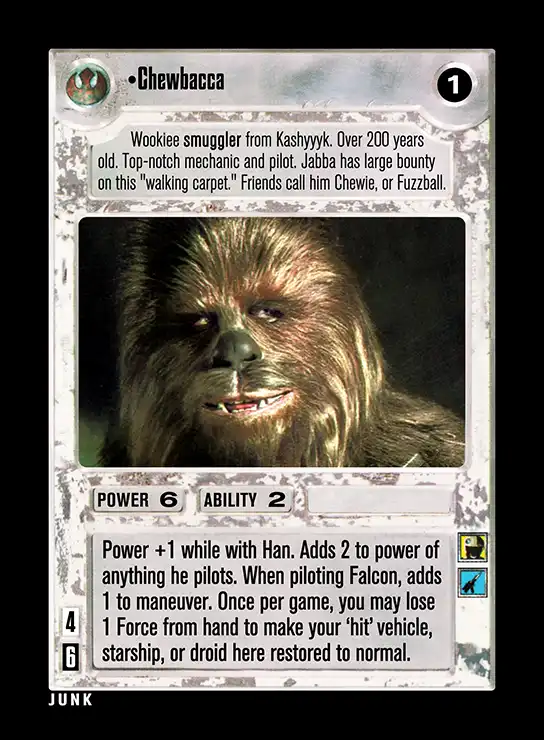 •Chewbacca
1
Wookiee smuggler from Kashyyyk. Over 200 years
old. Top-notch mechanic and pilot. Jabba has large bounty
on this "walking carpet." Friends call him Chewie, or Fuzzball.
POWER 6 ABILITY 2
Power +1 while with Han. Adds 2 to power of
anything he pilots. When piloting Falcon, adds
1 to maneuver. Once per game, you may lose
1 Force from hand to make your ‘hit’ vehicle,
starship, or droid here restored to normal.
4
6
JUNK